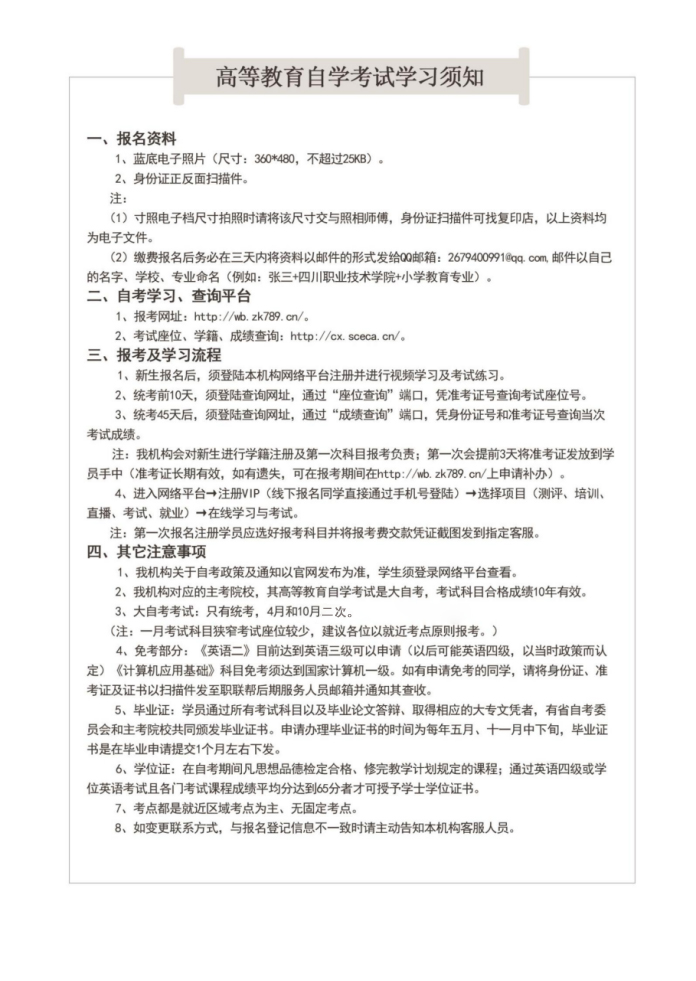 高等教育自学考试学习须知
一、报名资料
1、蓝底电子照片（尺寸：360*480，不超过25KB）。
2、身份证正反面扫描件。
注：
（1）寸照电子档尺寸拍照时请将该尺寸交与照相师傅，身份证扫描件可找复印店，以上资料均
为电子文件。
（2）缴费报名后务必在三天内将资料以邮件的形式发给QQ邮箱：2679400991@qq.com,邮件以自己
的名字、学校、专业命名（例如：张三+四川职业技术学院+小学教育专业）。
二、自考学习、查询平台
1、报考网址：http://wb.zk789.cn/。
2、考试座位、学籍、成绩查询：http://cx.sceca.cn/。
三、报考及学习流程
1、新生报名后，须登陆本机构网络平台注册并进行视频学习及考试练习。
2、统考前10天，须登陆查询网址，通过“座位查询”端口，凭准考证号查询考试座位号。
3、统考45天后，须登陆查询网址，通过“成绩查询”端口，凭身份证号和准考证号查询当次
考试成绩。
注：我机构会对新生进行学籍注册及第一次科目报考负责；第一次会提前3天将准考证发放到学
员手中（准考证长期有效，如有遗失，可在报考期间在http://wb.zk789.cn/上申请补办）。
4、进入网络平台→注册VIP（线下报名同学直接通过手机号登陆）→选择项目（测评、培训、
直播、考试、就业）→在线学习与考试。
注：第一次报名注册学员应选好报考科目并将报考费交款凭证截图发到指定客服。
四、其它注意事项
1、我机构关于自考政策及通知以官网发布为准，学生须登录网络平台查看。
2、我机构对应的主考院校，其高等教育自学考试是大自考，考试科目合格成绩10年有效。
3、大自考考试：只有统考，4月和10月二次。
（注：一月考试科目狭窄考试座位较少，建议各位以就近考点原则报考。）
4、免考部分：《英语二》目前达到英语三级可以申请（以后可能英语四级，以当时政策而认
定）《计算机应用基础》科目免考须达到国家计算机一级。如有申请免考的同学，请将身份证、准
考证及证书以扫描件发至职联帮后期服务人员邮箱并通知其查收。
5、毕业证：学员通过所有考试科目以及毕业论文答辩、取得相应的大专文凭者，有省自考委
员会和主考院校共同颁发毕业证书。申请办理毕业证书的时间为每年五月、十一月中下旬，毕业证
书是在毕业申请提交1个月左右下发。
6、学位证：在自考期间凡思想品德检定合格、修完教学计划规定的课程；通过英语四级或学
位英语考试且各门考试课程成绩平均分达到65分者才可授予学士学位证书。
7、考点都是就近区域考点为主、无固定考点。
8、如变更联系方式，与报名登记信息不一致时请主动告知本机构客服人员。